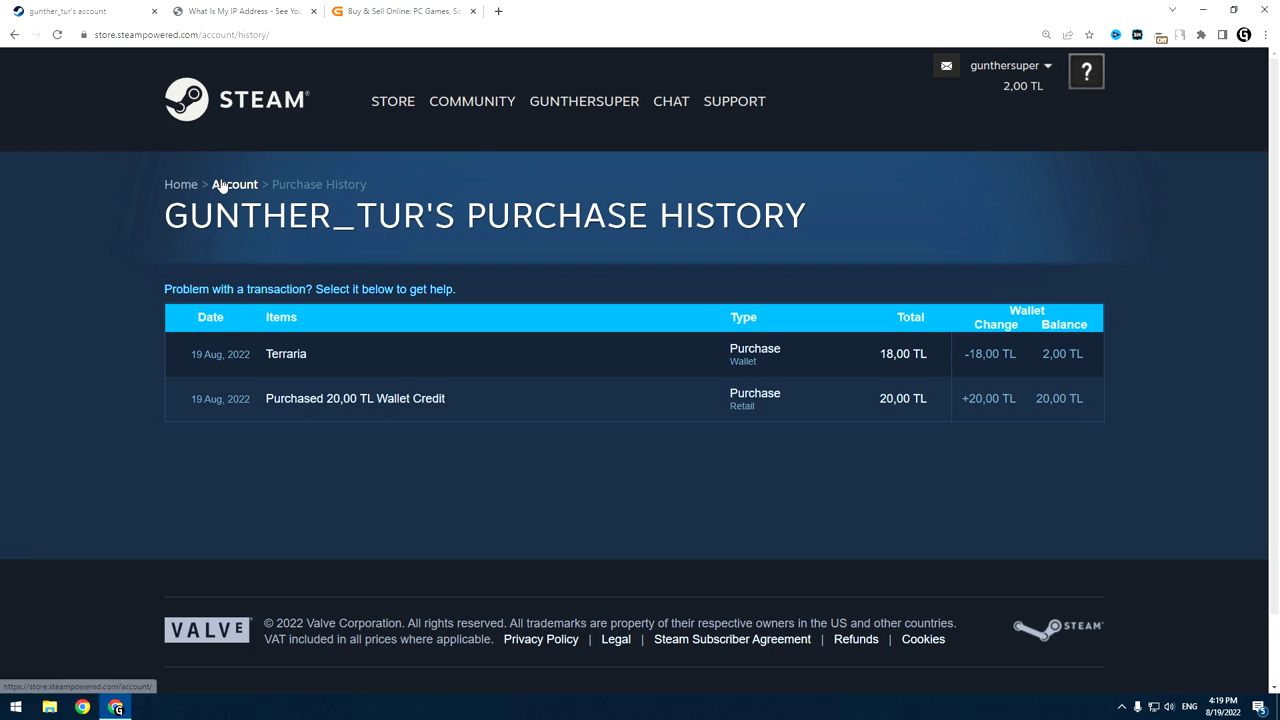 gunther_tur's account
What Is My IP Address - See You
Buy & Sell Online: PC Games, So
store.steampowered.com/account/history/
gunthersuper
2,00 TL
?
STEAM
STORE COMMUNITY GUNTHERSUPER CHAT SUPPORT
Home > Account > Purchase History
GUNTHER_TUR'S PURCHASE HISTORY
Problem with a transaction? Select it below to get help.
Date Items Type Total Wallet
Change Balance
19 Aug, 2022 Terraria Purchase 18,00 TL -18,00 TL 2,00 TL
Wallet
19 Aug, 2022 Purchased 20,00 TL Wallet Credit Purchase 20,00 TL +20,00 TL 20,00 TL
Retail
VALVE
© 2022 Valve Corporation. All rights reserved. All trademarks are property of their respective owners in the US and other countries.
VAT included in all prices where applicable. Privacy Policy | Legal | Steam Subscriber Agreement | Refunds | Cookies
STEAM
https://store.steampowered.com/account/
ENG
4:19 PM
8/19/2022